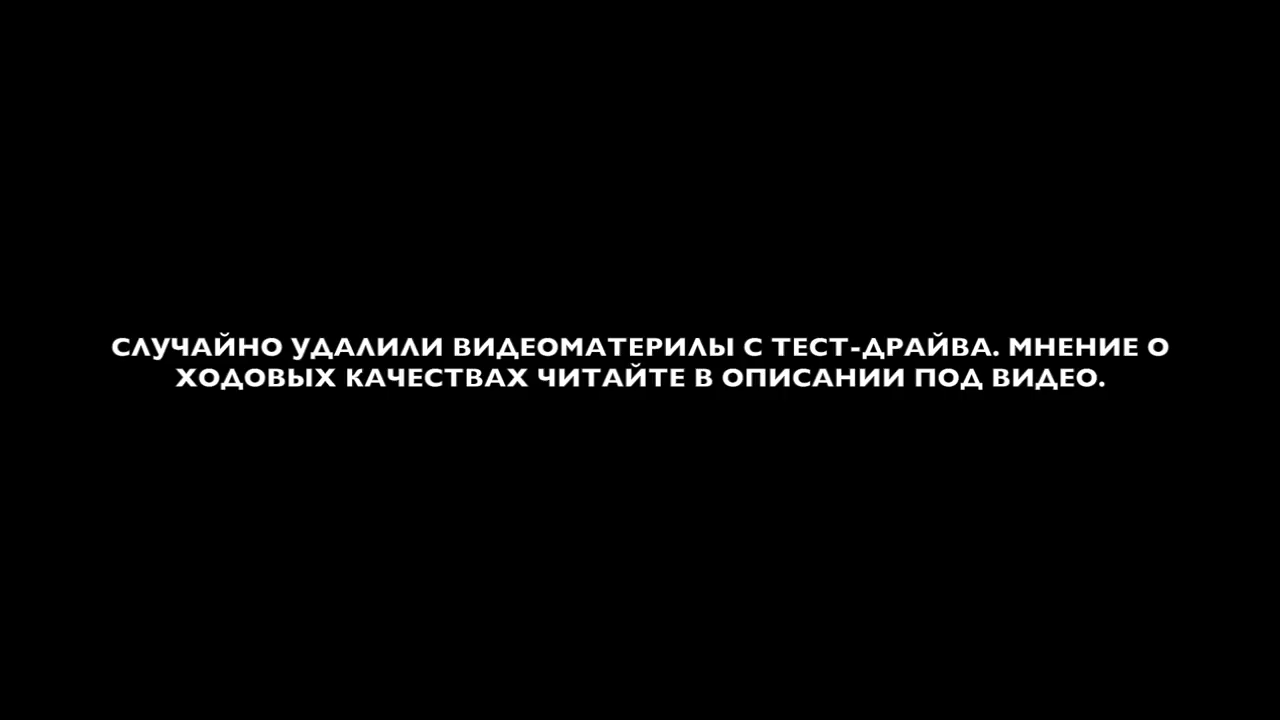 СЛУЧАЙНО УДАЛИЛИ ВИДЕОМАТЕРИЛЫ С ТЕСТ-ДРАЙВА. МНЕНИЕ О
ХОДОВЫХ КАЧЕСТВАХ ЧИТАЙТЕ В ОПИСАНИИ ПОД ВИДЕО.